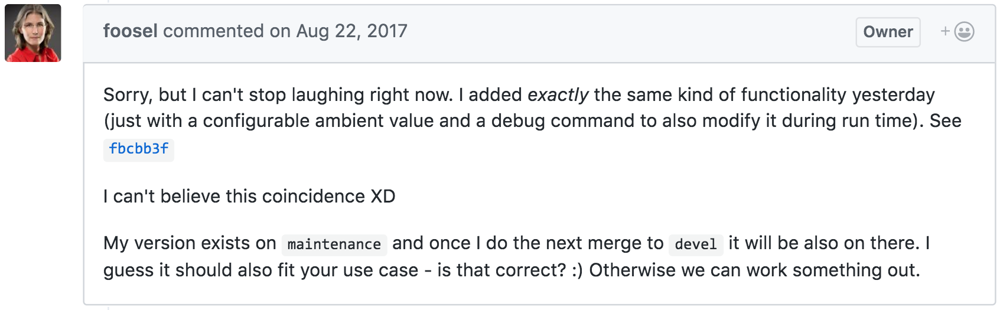 foosel commented on Aug 22, 2017
Owner
+
Sorry, but I can't stop laughing right now. I added exactly the same kind of functionality yesterday
(just with a configurable ambient value and a debug command to also modify it during run time). See
fbcbb3f
I can't believe this coincidence XD
My version exists on maintenance and once I do the next merge to devel it will be also on there. I
guess it should also fit your use case - is that correct? :) Otherwise we can work something out.